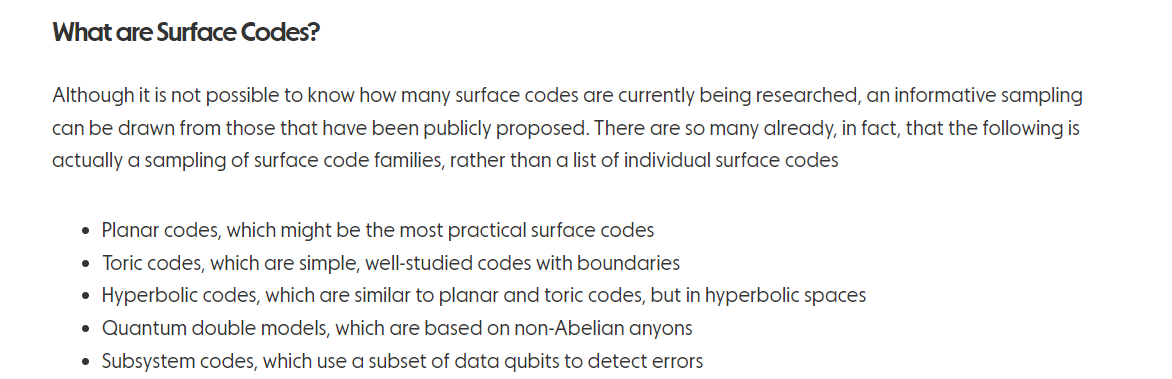 What are Surface Codes?
Although it is not possible to know how many surface codes are currently being researched, an informative sampling
can be drawn from those that have been publicly proposed. There are so many already, in fact, that the following is
actually a sampling of surface code families, rather than a list of individual surface codes
• Planar codes, which might be the most practical surface codes
• Toric codes, which are simple, well-studied codes with boundaries
• Hyperbolic codes, which are similar to planar and toric codes, but in hyperbolic spaces
• Quantum double models, which are based on non-Abelian anyons
• Subsystem codes, which use a subset of data qubits to detect errors